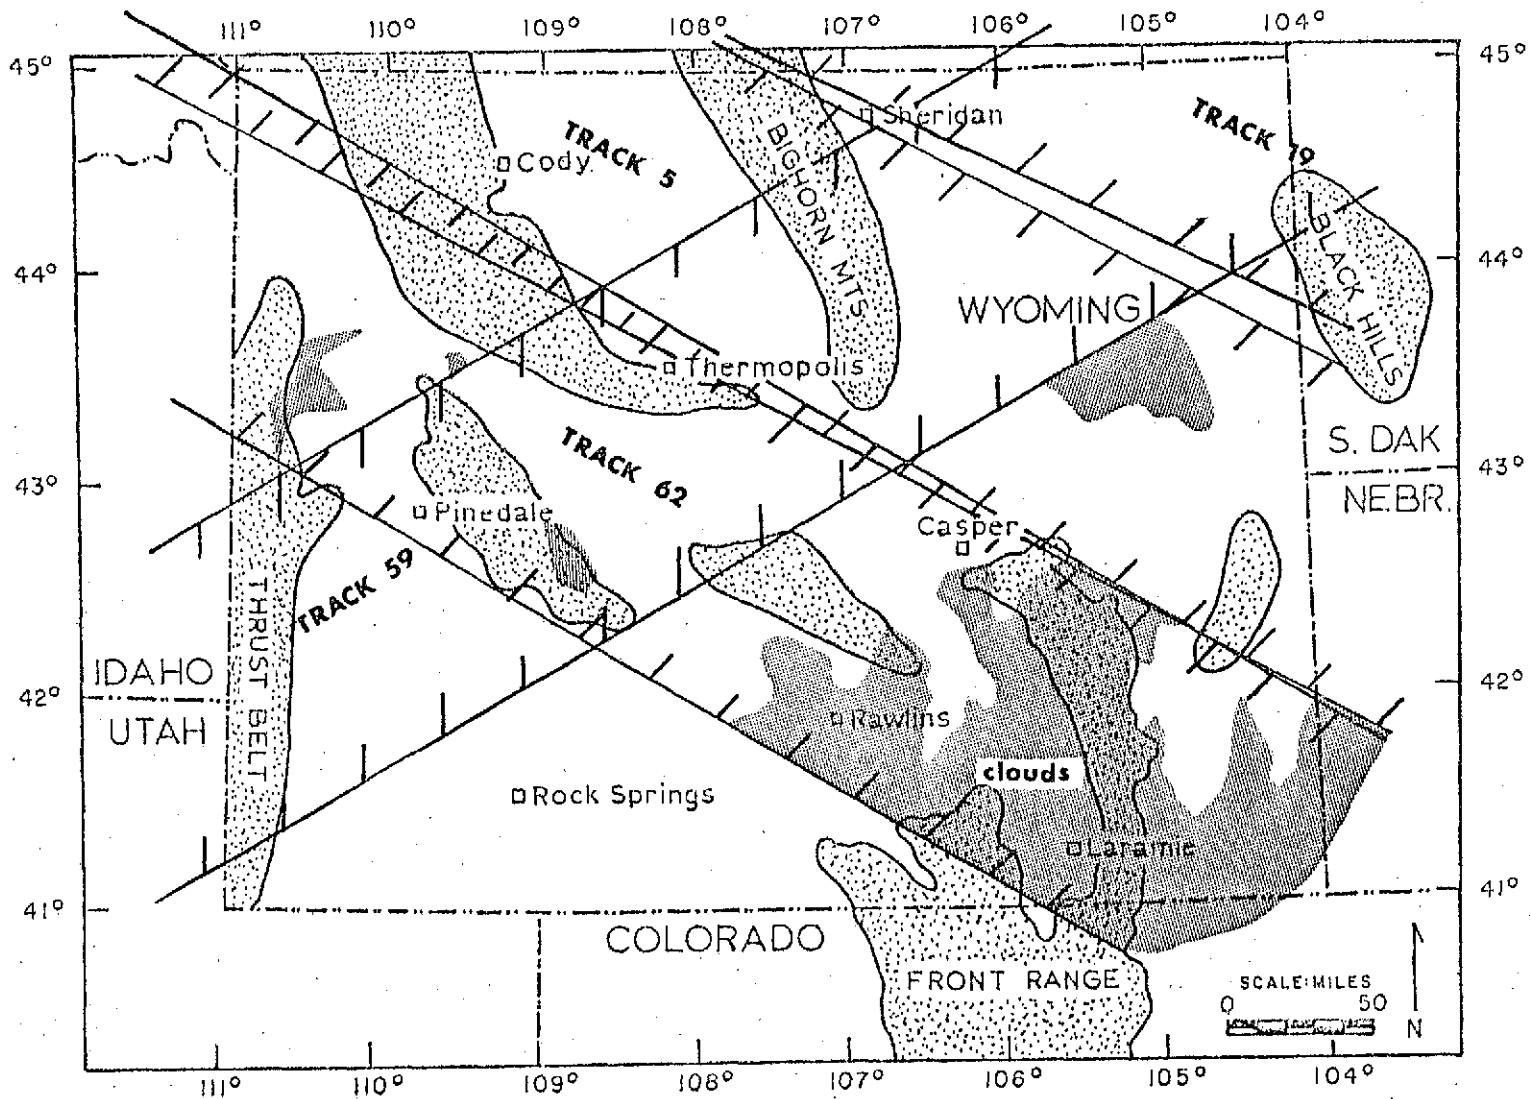 111° 110° 109° 108° 107° 106° 105° 104°
45° 45°
Sheridan
TRACK 5
TRACK 19
Cody
BIGHORN MTS
BLACK HILLS
44° 44°
WYOMING
Thermopolis
TRACK 62
S. DAK
43° 43°
NEBR.
Pinedale
Casper
TRACK 59
THRUST BELT
IDAHO
42° 42°
UTAH
Rawlins
clouds
Rock Springs
Laramie
41° 41°
COLORADO
FRONT RANGE
SCALE:MILES
0 50
N
111° 110° 109° 108° 107° 106° 105° 104°